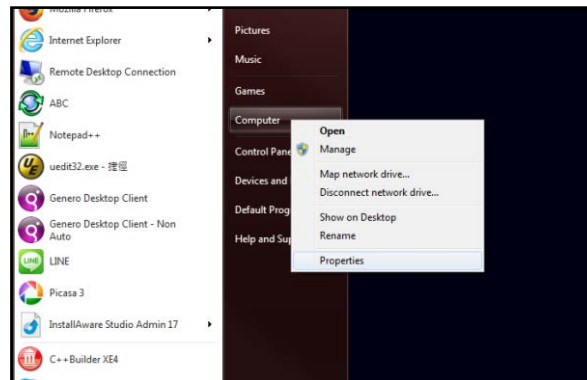 Mozilla Firefox
Internet Explorer
Remote Desktop Connection
ABC
Notepad++
uedit32.exe - 捷徑
Genero Desktop Client
Genero Desktop Client - Non
Auto
LINE
Picasa 3
InstallAware Studio Admin 17
C++Builder XE4
Pictures
Music
Games
Computer
Control Pane
Devices and
Default Prog
Help and Sup
Open
Manage
Map network drive...
Disconnect network drive...
Show on Desktop
Rename
Properties